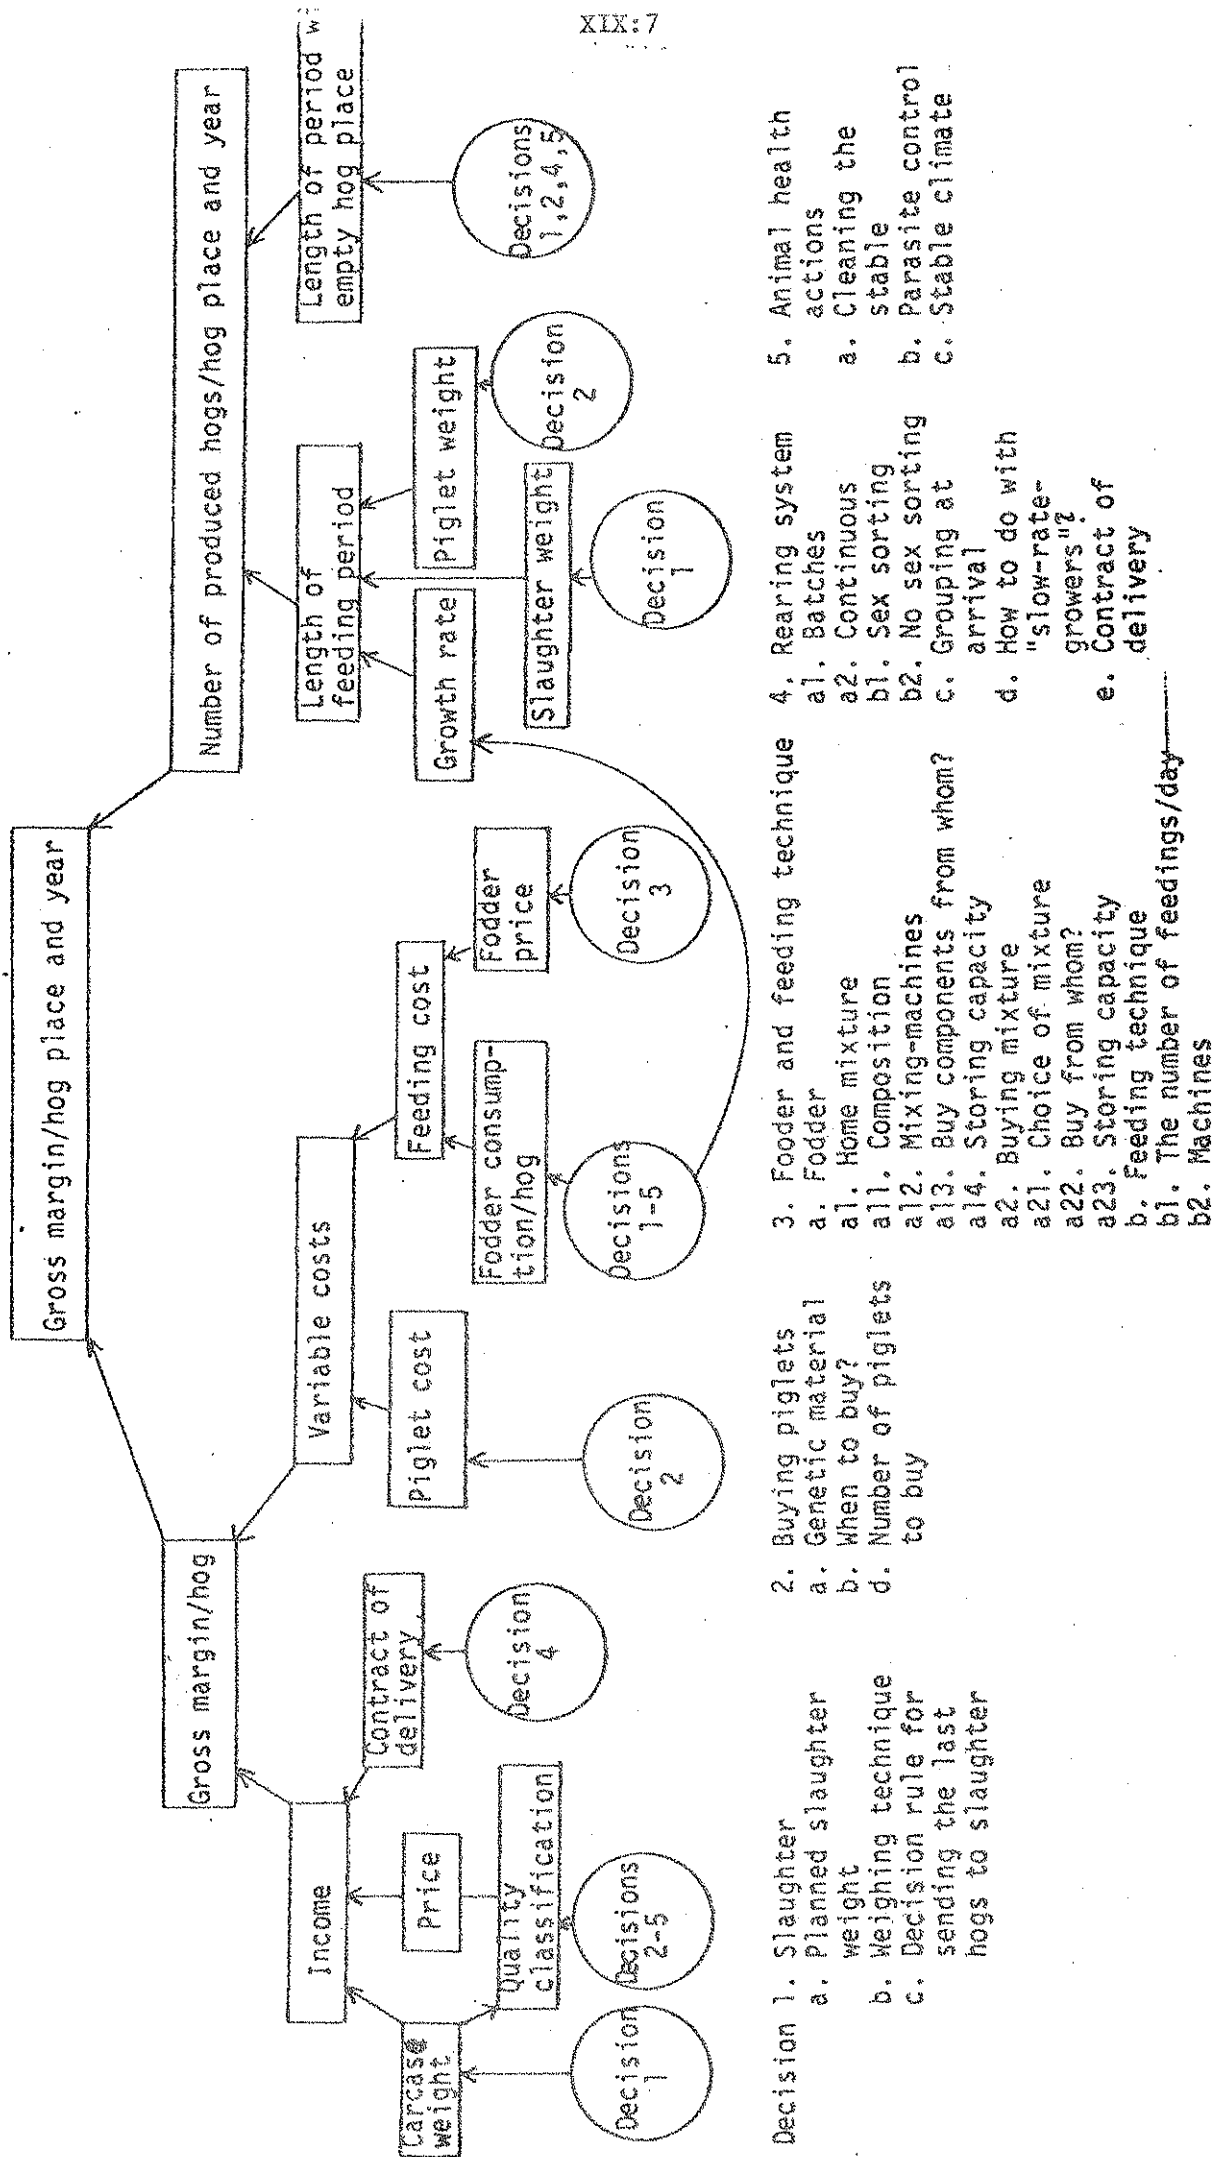 XIX:7
Gross margin/hog place and year
Gross margin/hog
Number of produced hogs/hog place and year
Income
Variable costs
Length of
feeding period
Length of period w
empty hog place
Carcas
weight
Price
Contract of
delivery
Piglet cost
Feeding cost
Growth rate
Piglet weight
Quality
classification
Fodder consump-
tion/hog
Fodder
price
Slaughter weight
Decision
1
Decisions
2-5
Decision
4
Decision
2
Decisions
1-5
Decision
3
Decision
1
Decision
2
Decisions
1,2,4,5
Decision 1. Slaughter
a. Planned slaughter
weight
b. Weighing technique
c. Decision rule for
sending the last
hogs to slaughter
2. Buying piglets
a. Genetic material
b. When to buy?
d. Number of piglets
to buy
3. Fooder and feeding technique
a. Fodder
a1. Home mixture
a11. Composition
a12. Mixing-machines
a13. Buy components from whom?
a14. Storing capacity
a2. Buying mixture
a21. Choice of mixture
a22. Buy from whom?
a23. Storing capacity
b. Feeding technique
b1. The number of feedings/day
b2. Machines
4. Rearing system
a1. Batches
a2. Continuous
b1. Sex sorting
b2. No sex sorting
c. Grouping at
arrival
d. How to do with
"slow-rate-
growers"?
e. Contract of
delivery
5. Animal health
actions
a. Cleaning the
stable
b. Parasite control
c. Stable climate